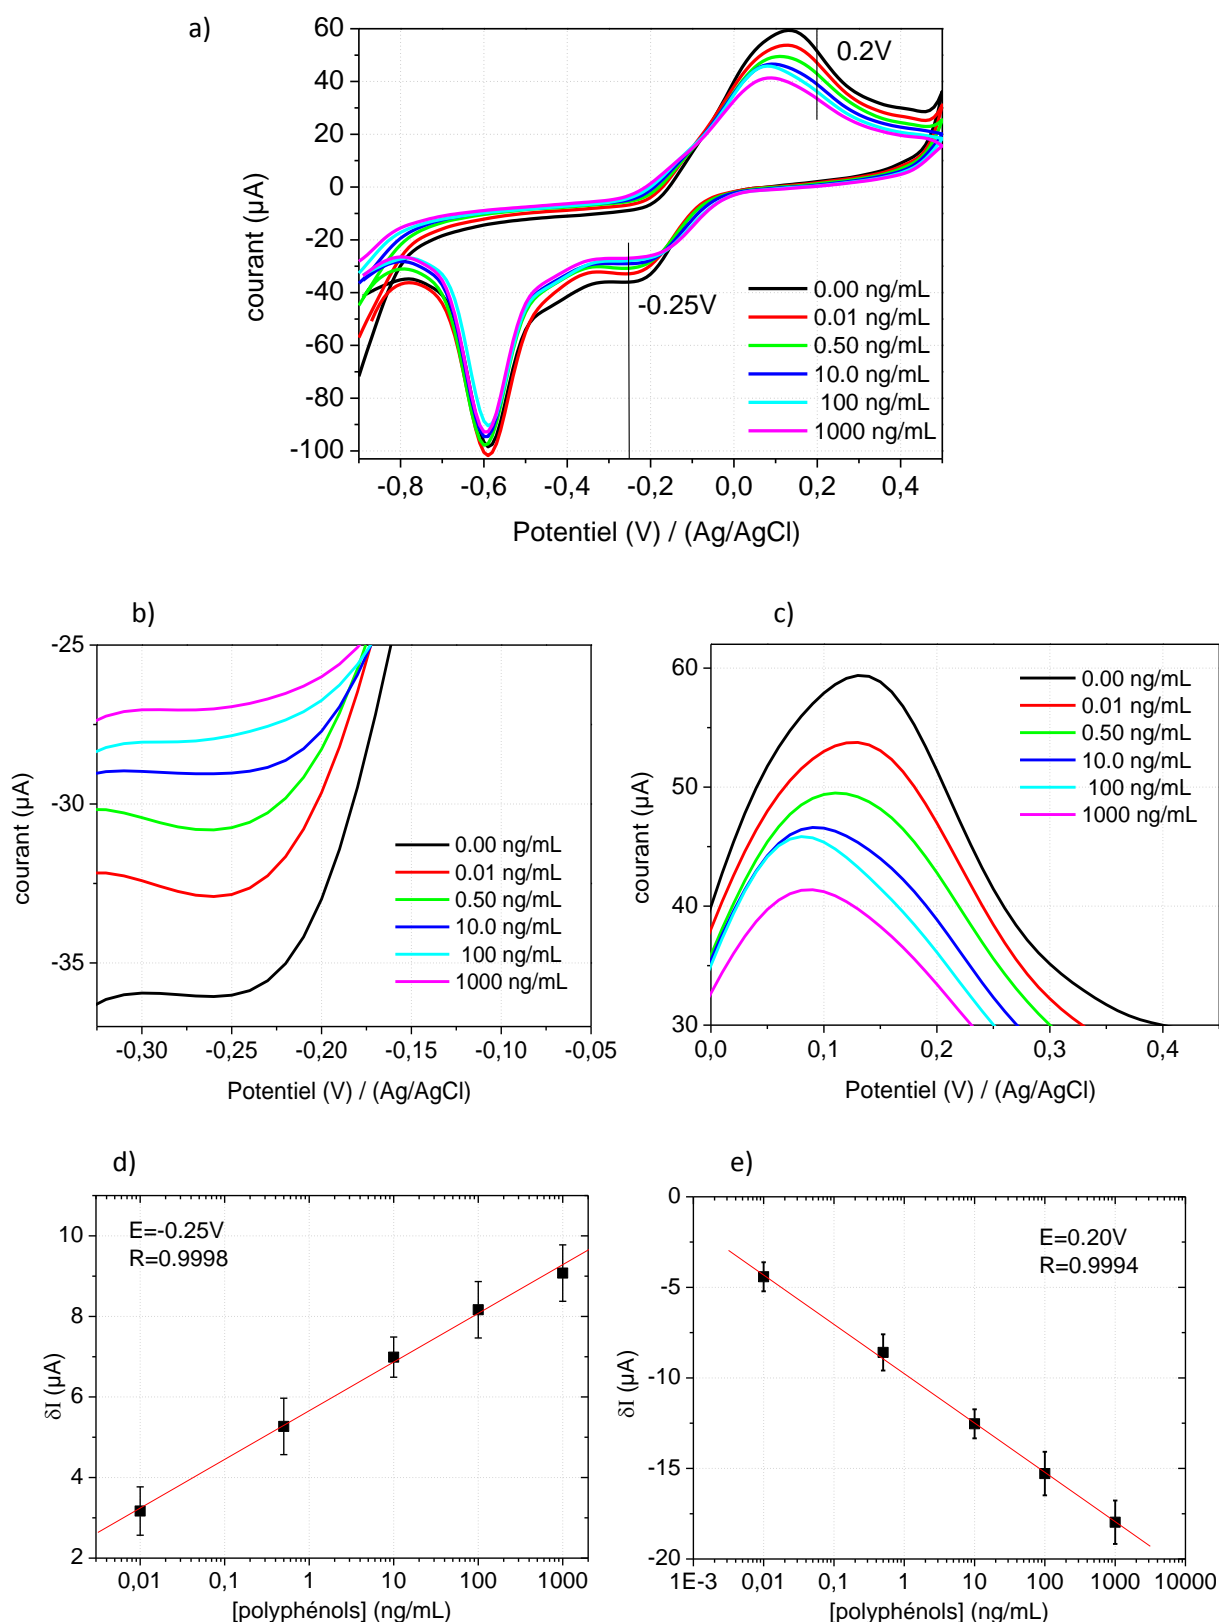 a)
60
40
20
0
-20
-40
-60
-80
-100
courant (µA)
0.2V
-0.25V
0.00 ng/mL
0.01 ng/mL
0.50 ng/mL
10.0 ng/mL
100 ng/mL
1000 ng/mL
-0,8 -0,6 -0,4 -0,2 0,0 0,2 0,4
Potentiel (V) / (Ag/AgCl)
b)
-25
-30
-35
courant (µA)
0.00 ng/mL
0.01 ng/mL
0.50 ng/mL
10.0 ng/mL
100 ng/mL
1000 ng/mL
-0,30 -0,25 -0,20 -0,15 -0,10 -0,05
Potentiel (V) / (Ag/AgCl)
c)
60
50
40
30
courant (µA)
0.00 ng/mL
0.01 ng/mL
0.50 ng/mL
10.0 ng/mL
100 ng/mL
1000 ng/mL
0,0 0,1 0,2 0,3 0,4
Potentiel (V) / (Ag/AgCl)
d)
10
8
6
4
2
δI (µA)
E=-0.25V
R=0.9998
0,01 0,1 1 10 100 1000
[polyphénols] (ng/mL)
e)
0
-5
-10
-15
-20
δI (µA)
E=0.20V
R=0.9994
1E-3 0,01 0,1 1 10 100 1000 10000
[polyphénols] (ng/mL)